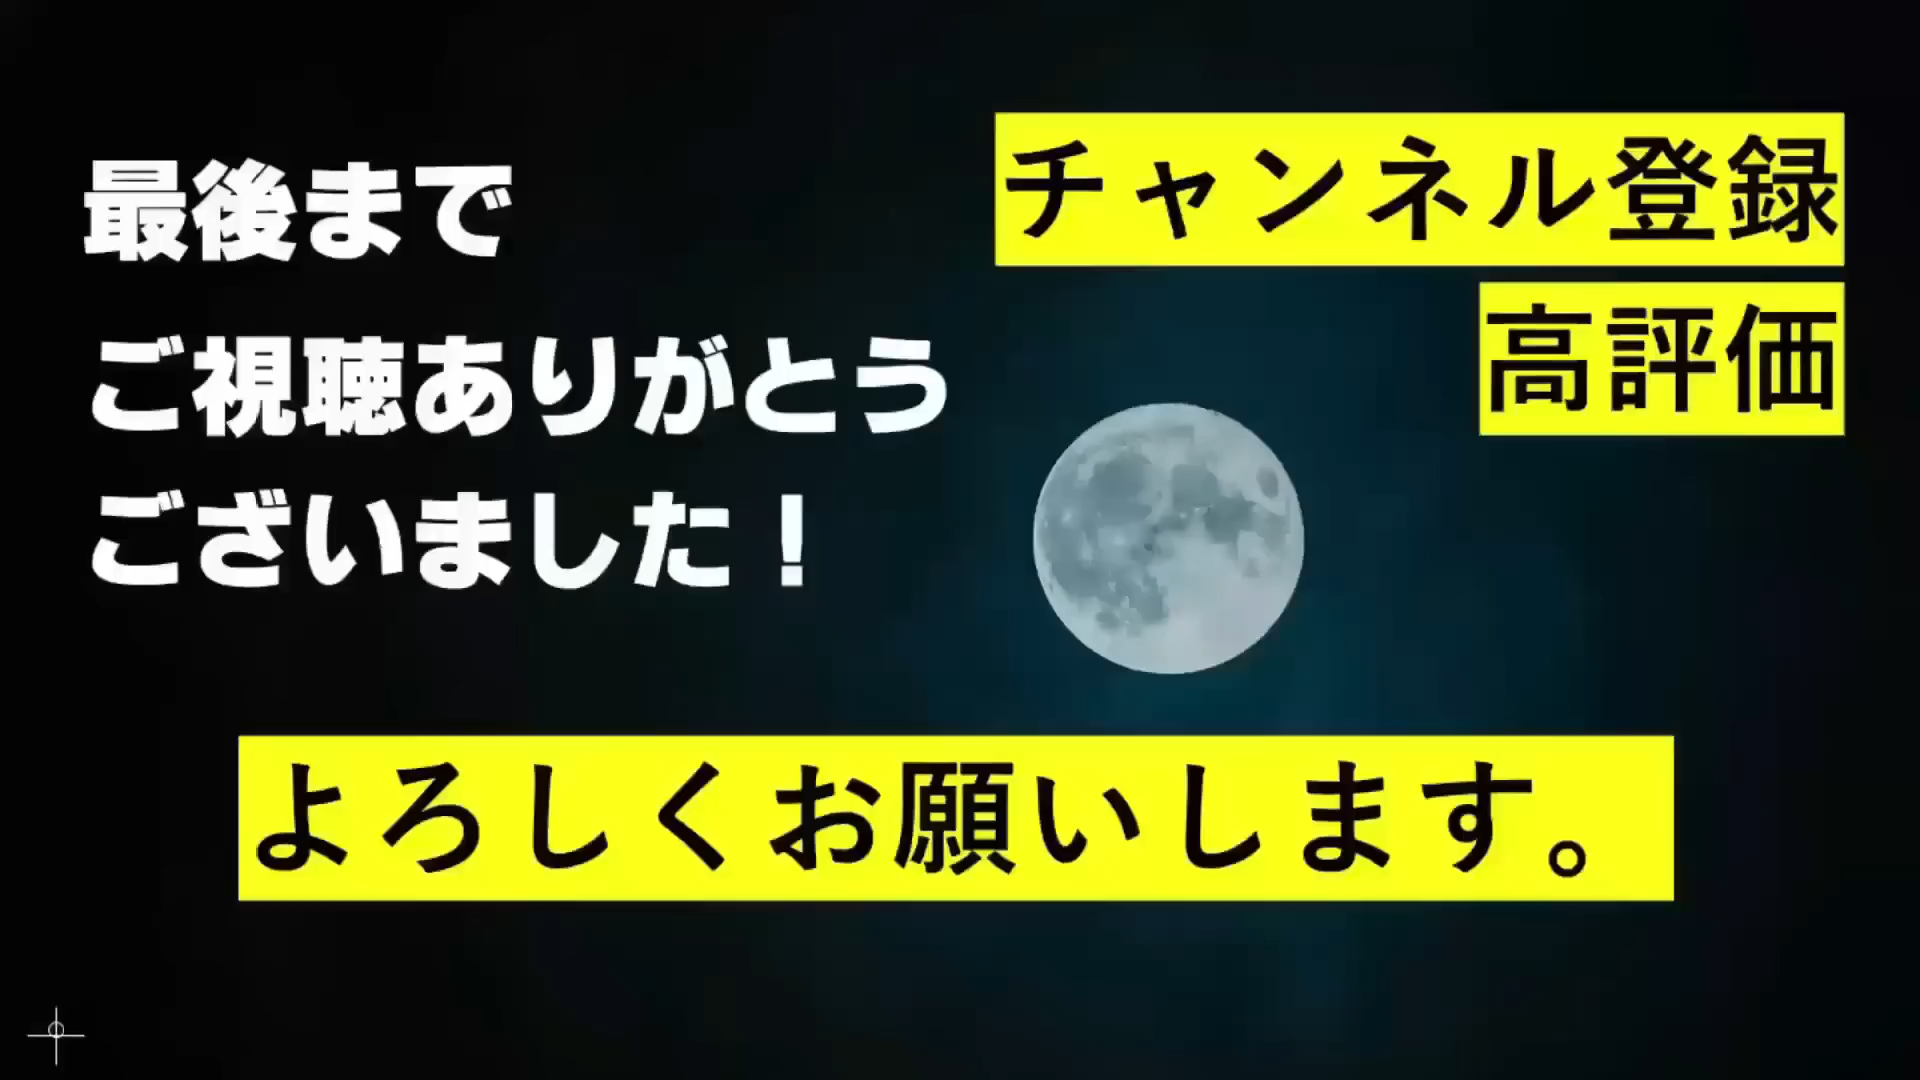 最後まで
ご視聴ありがとう
ございました！
チャンネル登録
高評価
よろしくお願いします。